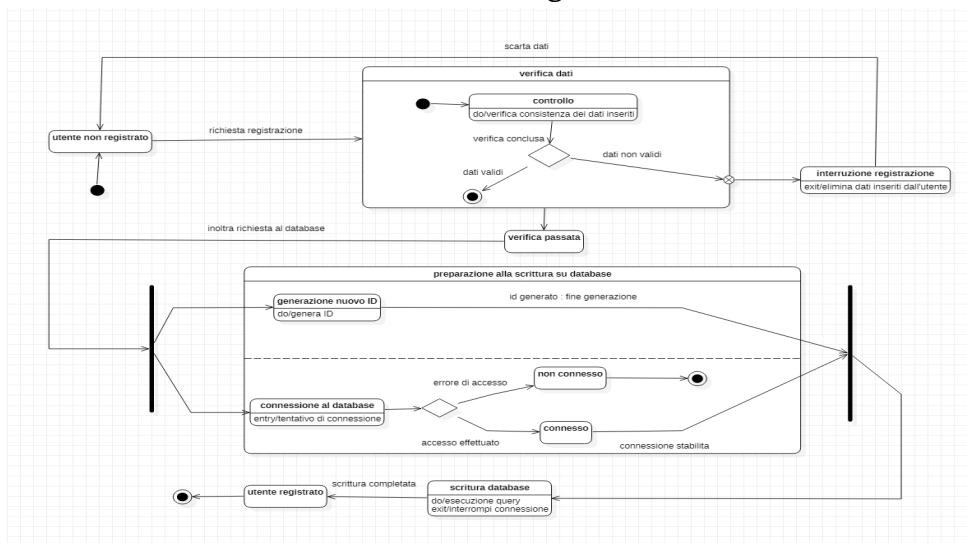 scarta dati
verifica dati
controllo
do/verifica consistenza dei dati inseriti
utente non registrato
richiesta registrazione
verifica conclusa
dati non validi
dati validi
interruzione registrazione
exit/elimina dati inseriti dall'utente
inoltra richiesta al database
verifica passata
preparazione alla scrittura su database
generazione nuovo ID
do/genera ID
id generato : fine generazione
errore di accesso
non connesso
connessione al database
entry/tentativo di connessione
connesso
accesso effettuato
connessione stabilita
scrittura completata
utente registrato
scritura database
do/esecuzione query
exit/interrompi connessione